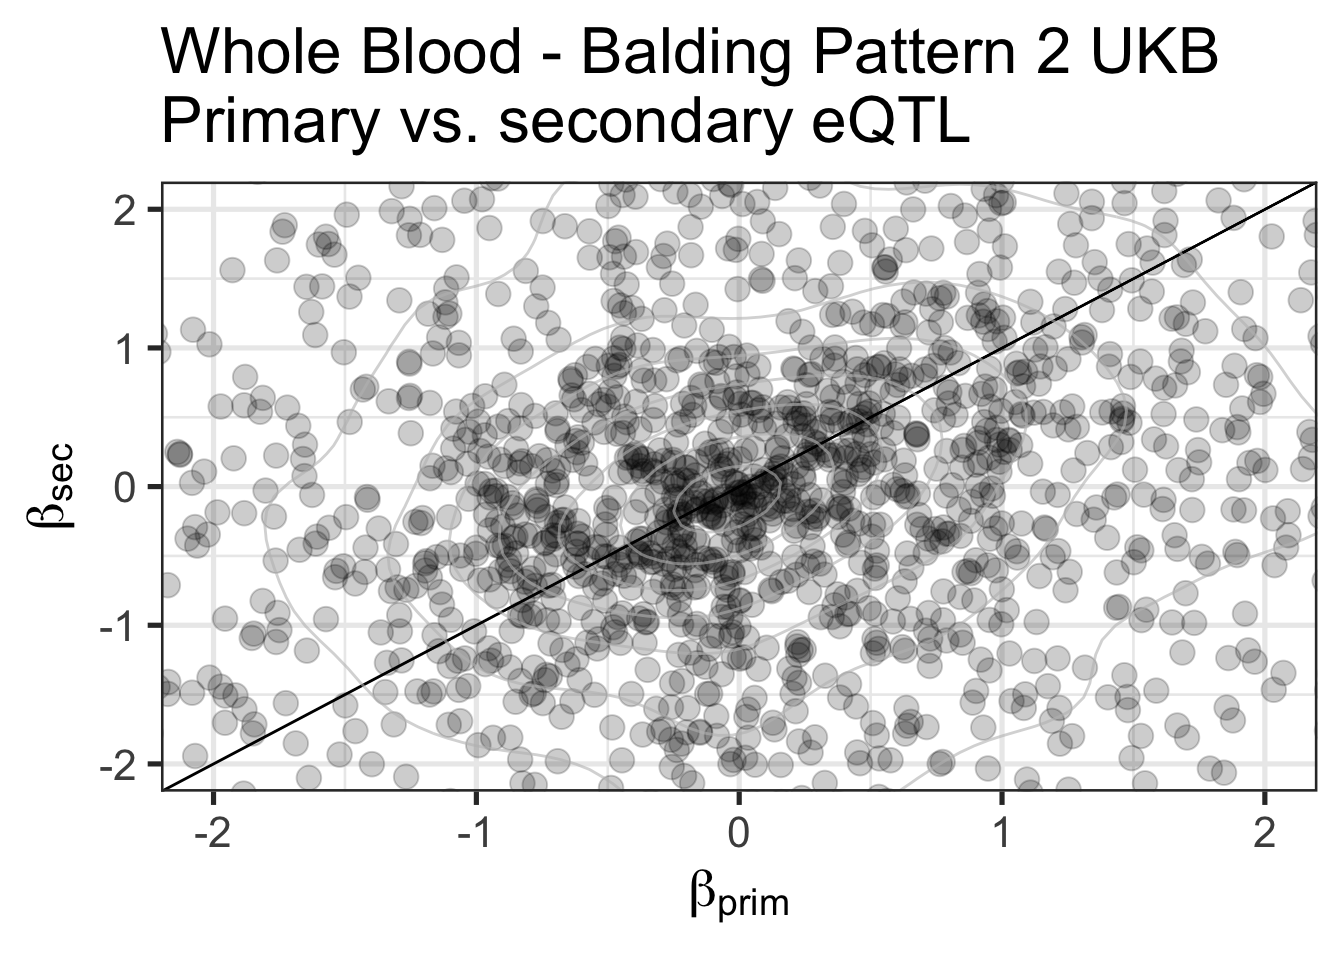 Whole Blood - Balding Pattern 2 UKB
Primary vs. secondary eQTL
2
1
0
-1
-2
βsec
-2 -1 0 1 2
βprim